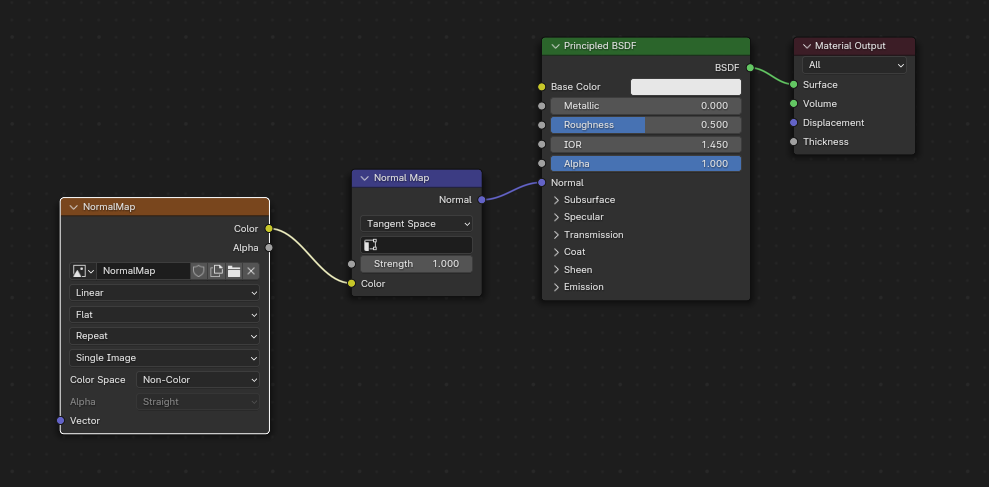 NormalMap
Color
Alpha
NormalMap
Linear
Flat
Repeat
Single Image
Color Space Non-Color
Alpha Straight
Vector
Normal Map
Normal
Tangent Space
Strength 1.000
Color
Principled BSDF
BSDF
Base Color
Metallic 0.000
Roughness 0.500
IOR 1.450
Alpha 1.000
Normal
Subsurface
Specular
Transmission
Coat
Sheen
Emission
Material Output
All
Surface
Volume
Displacement
Thickness